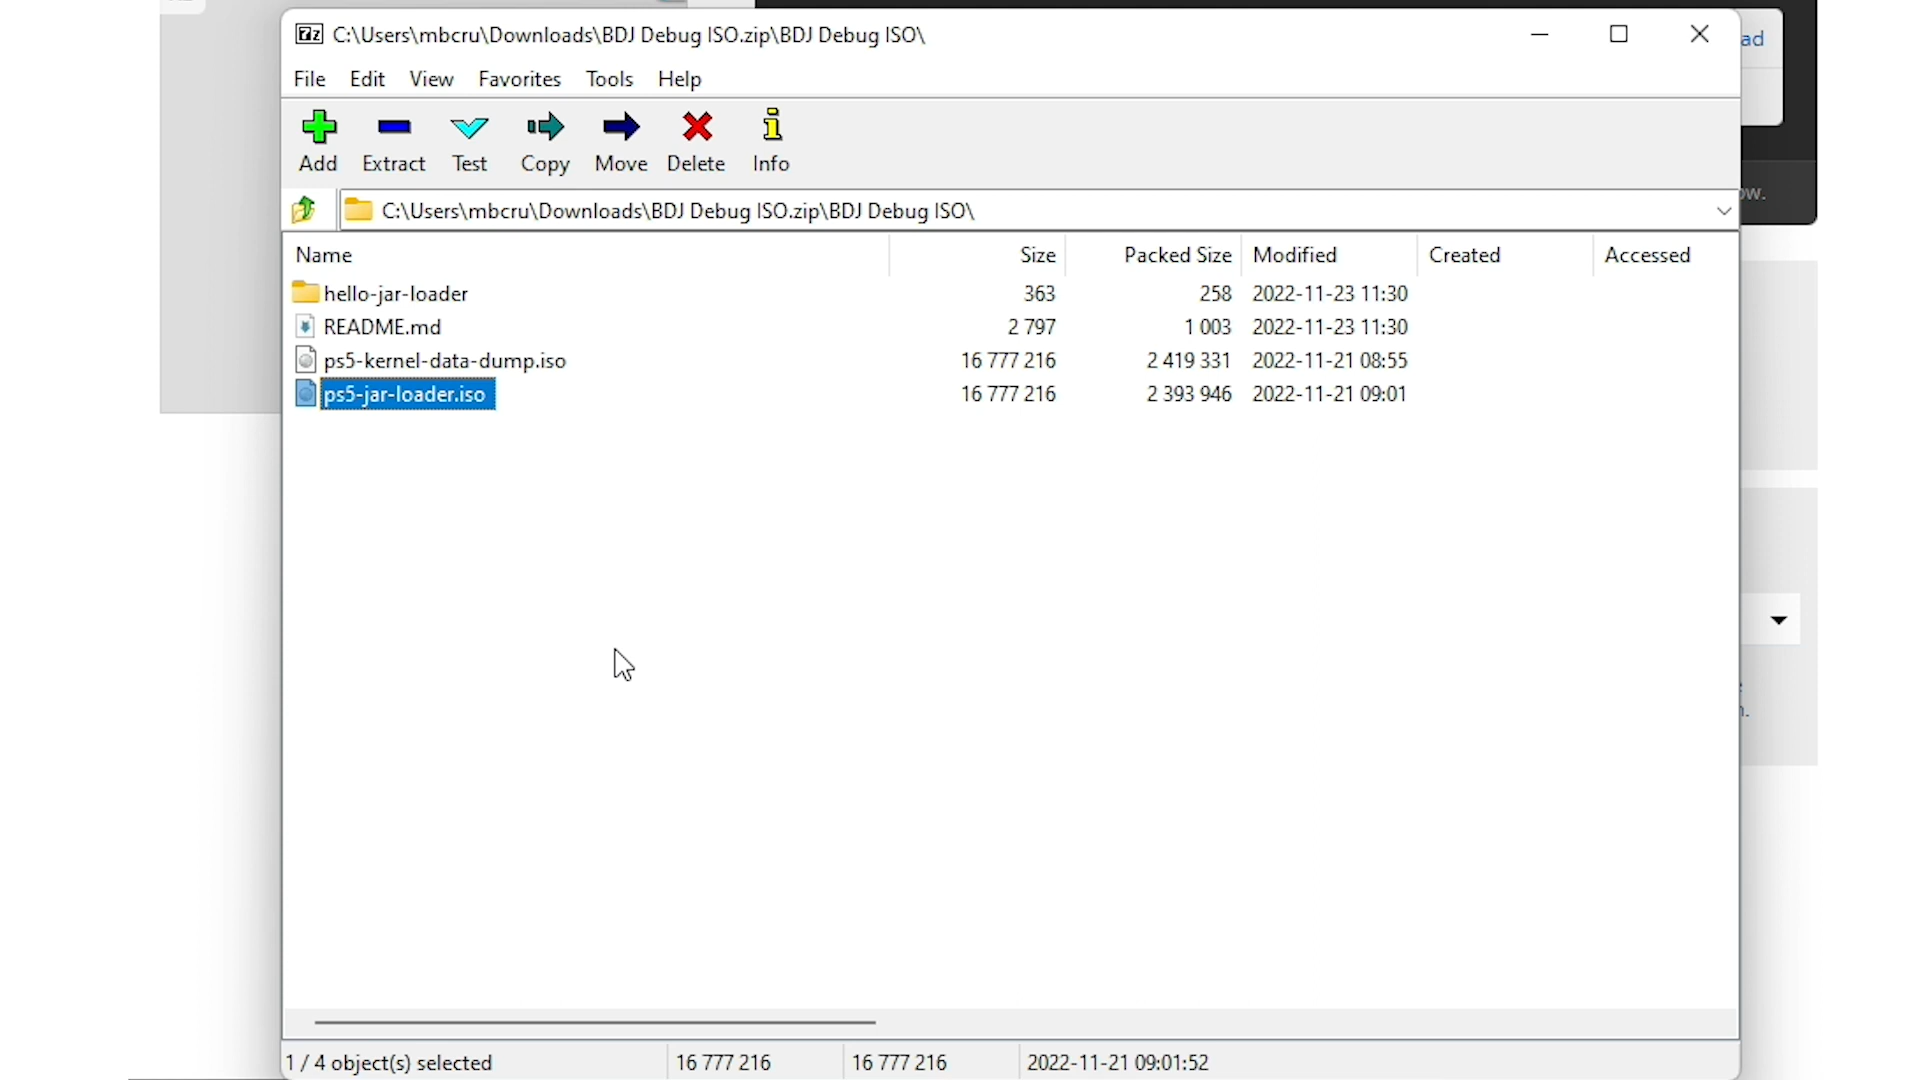 C:\Users\mbcru\Downloads\BDJ Debug ISO.zip\BDJ Debug ISO\
File Edit View Favorites Tools Help
Add Extract Test Copy Move Delete Info
C:\Users\mbcru\Downloads\BDJ Debug ISO.zip\BDJ Debug ISO\
Name Size Packed Size Modified Created Accessed
hello-jar-loader 363 258 2022-11-23 11:30
README.md 2 797 1 003 2022-11-23 11:30
ps5-kernel-data-dump.iso 16 777 216 2 419 331 2022-11-21 08:55
ps5-jar-loader.iso 16 777 216 2 393 946 2022-11-21 09:01
1 / 4 object(s) selected 16 777 216 16 777 216 2022-11-21 09:01:52